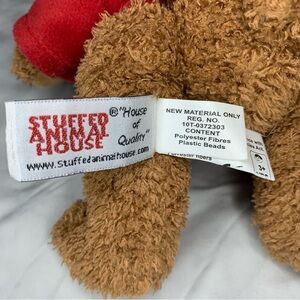 STUFFED
ANIMAL
HOUSE
® "House
of
Quality"
www.stuffedanimalhouse.com
NEW MATERIAL ONLY
REG. NO.
10T-0372303
CONTENT
Polyester Fibres
Plastic Beads
3+